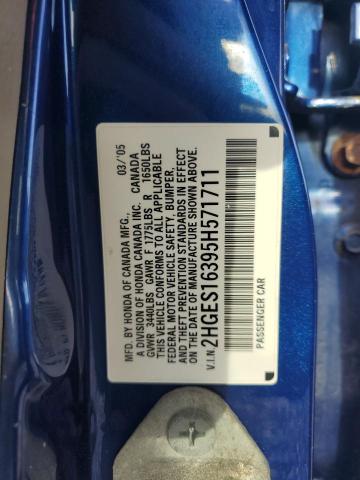 MFD. BY HONDA OF CANADA MFG., 03/'05
A DIVISION OF HONDA CANADA INC. CANADA
GVWR 3440LBS GAWR F 1775LBS R 1650LBS
THIS VEHICLE CONFORMS TO ALL APPLICABLE
FEDERAL MOTOR VEHICLE SAFETY, BUMPER,
AND THEFT PREVENTION STANDARDS IN EFFECT
ON THE DATE OF MANUFACTURE SHOWN ABOVE.
V.I.N. 2HGES16395H571711
PASSENGER CAR